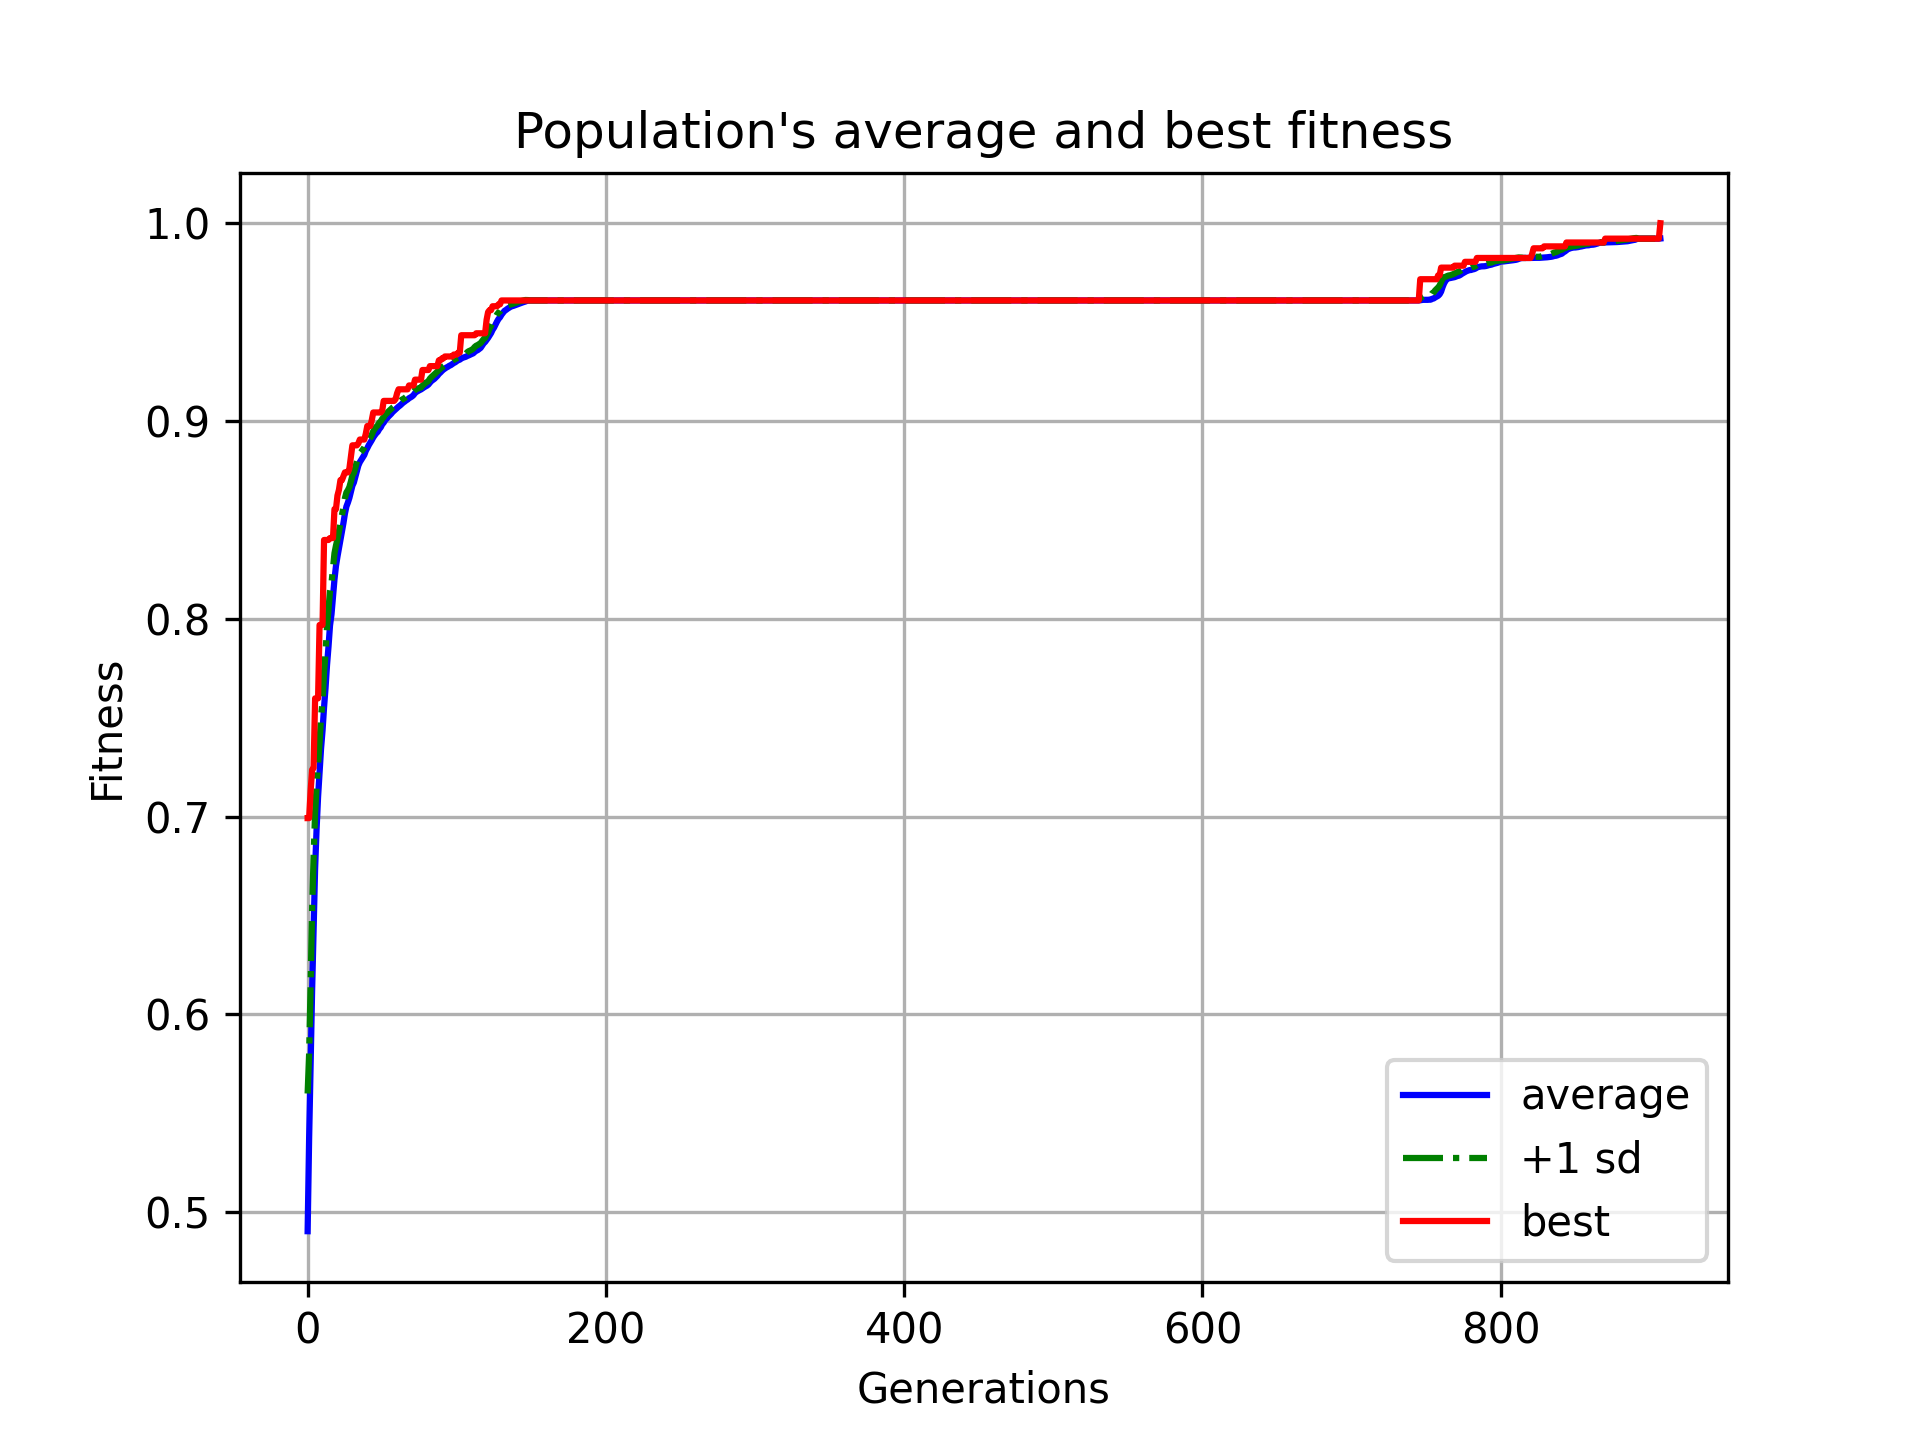 Population's average and best fitness
1.0
0.9
0.8
0.7
0.6
0.5
Fitness
0 200 400 600 800
Generations
average
+1 sd
best